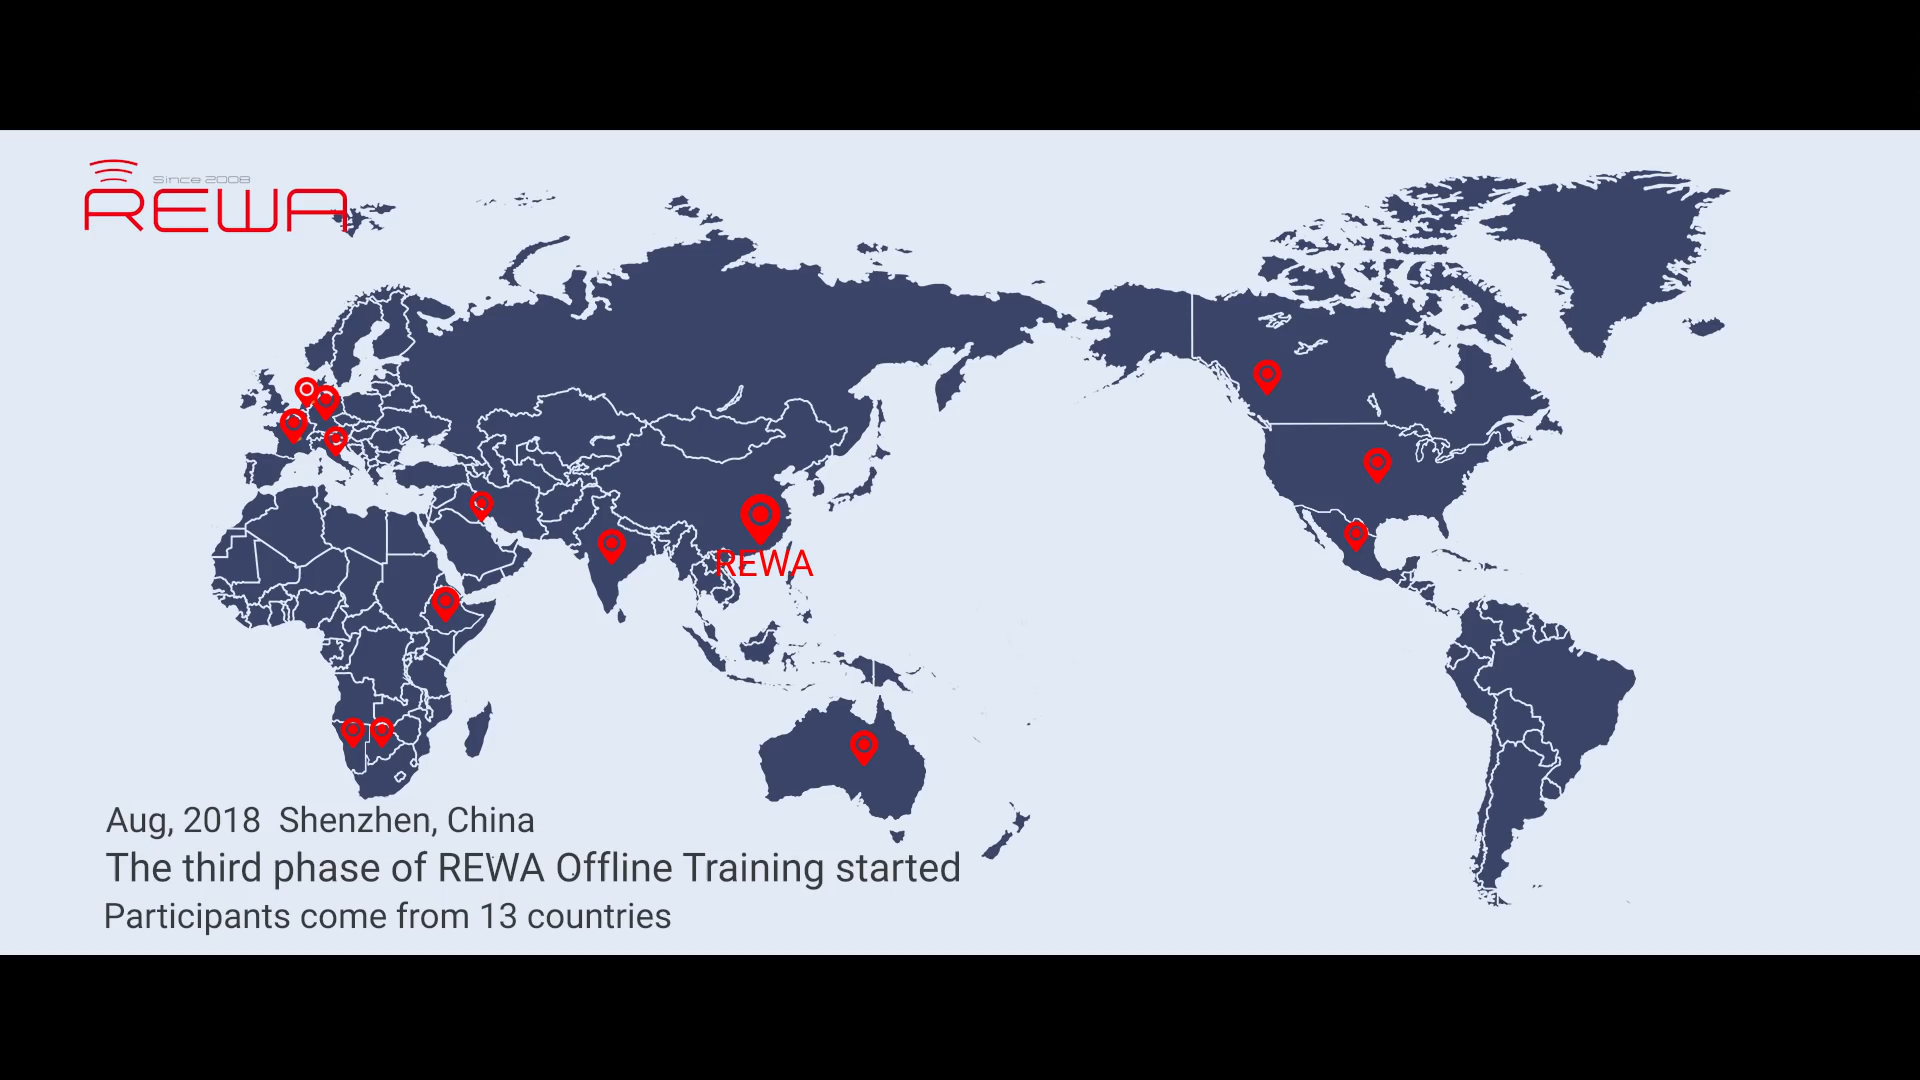 Since 2008
REWA
REWA
Aug, 2018 Shenzhen, China
The third phase of REWA Offline Training started
Participants come from 13 countries